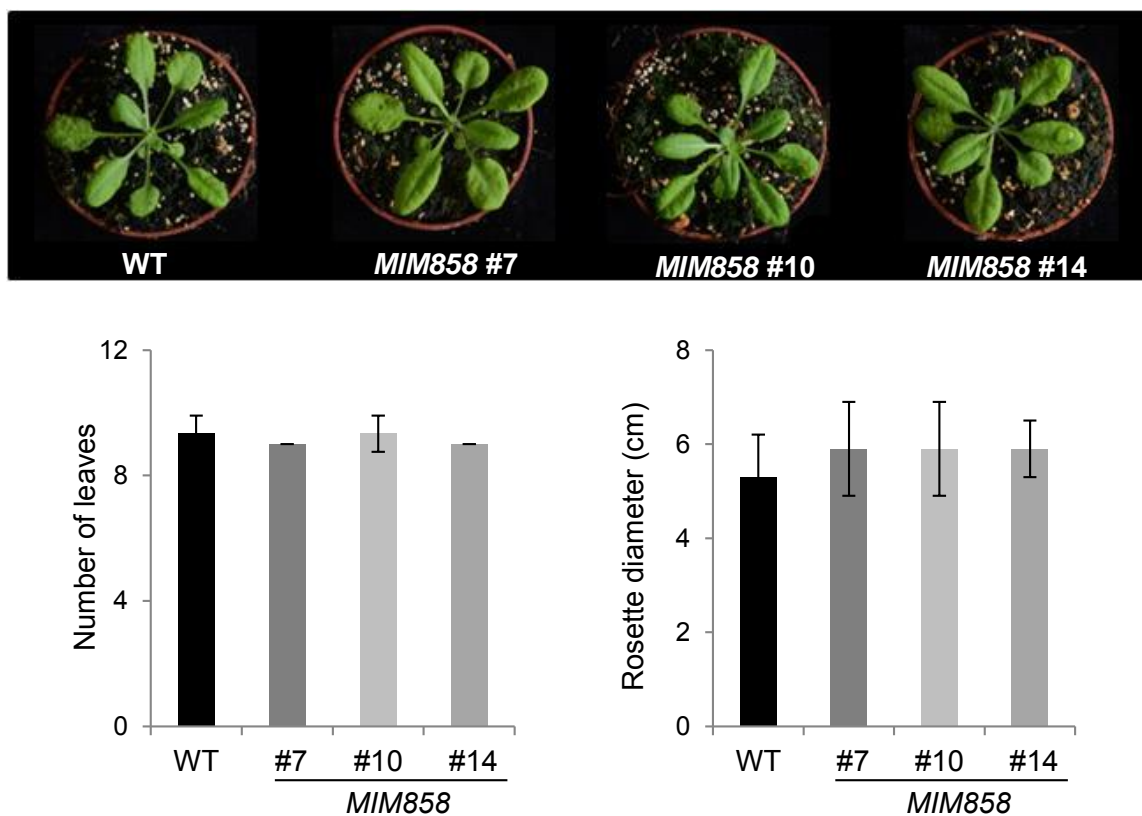 WT
MIM858 #7
MIM858 #10
MIM858 #14
Number of leaves
12
8
4
0
WT
#7
#10
#14
MIM858
Rosette diameter (cm)
8
6
4
2
0
WT
#7
#10
#14
MIM858